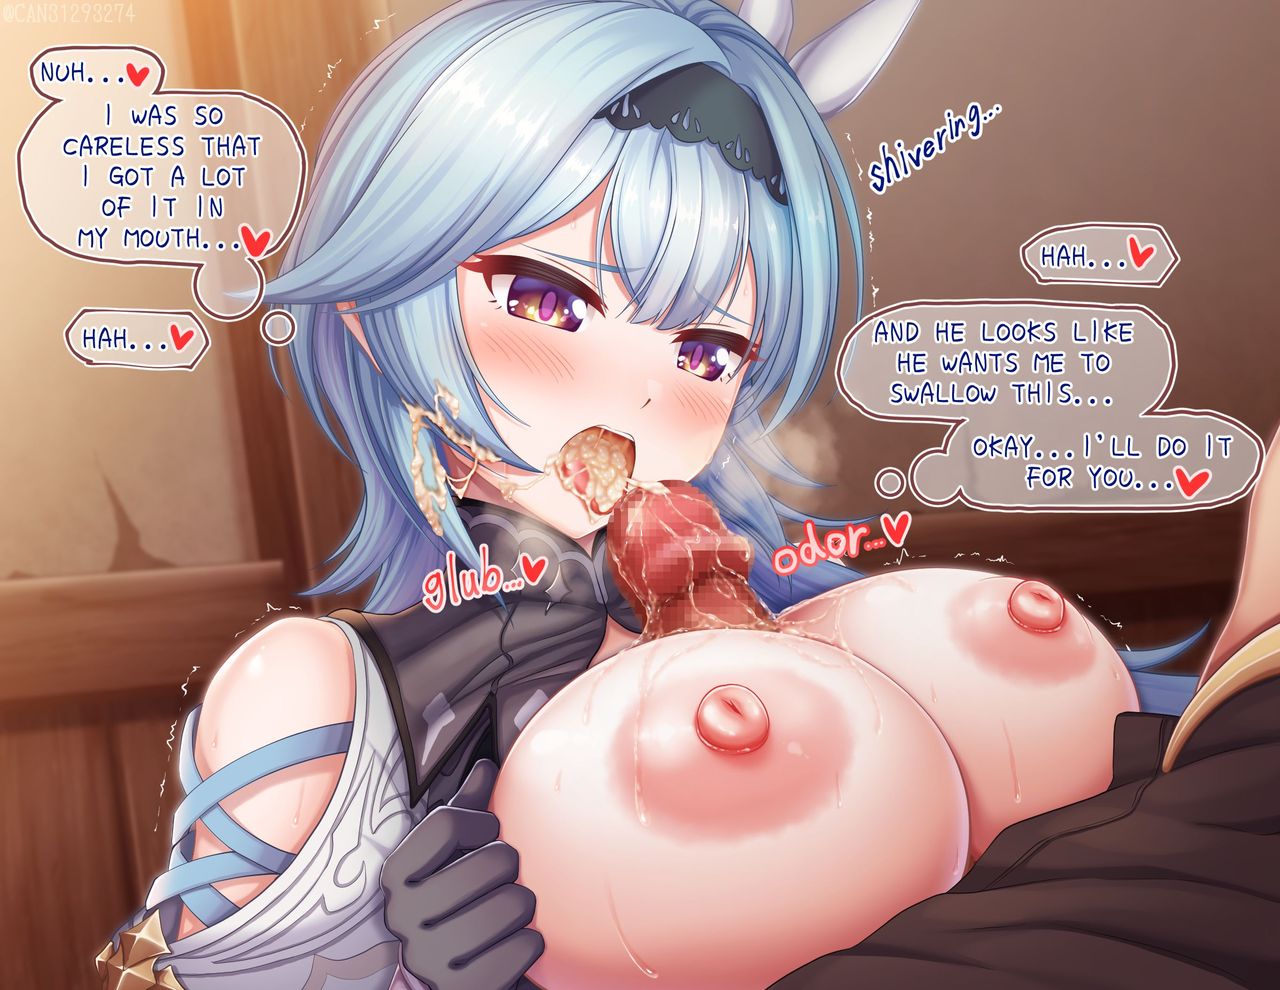 @CAN31293274
NUH...♥
I WAS SO
CARELESS THAT
I GOT A LOT
OF IT IN
MY MOUTH...♥
HAH...♥
shivering...
HAH...♥
AND HE LOOKS LIKE
HE WANTS ME TO
SWALLOW THIS...
OKAY...I'LL DO IT
FOR YOU...♥
odor...♥
glub...♥